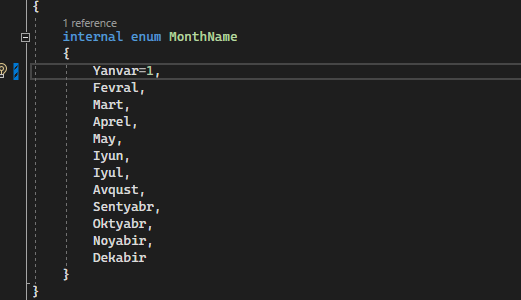 {
1 reference
internal enum MonthName
{
Yanvar=1,
Fevral,
Mart,
Aprel,
May,
Iyun,
Iyul,
Avqust,
Sentyabr,
Oktyabr,
Noyabir,
Dekabir
}
}